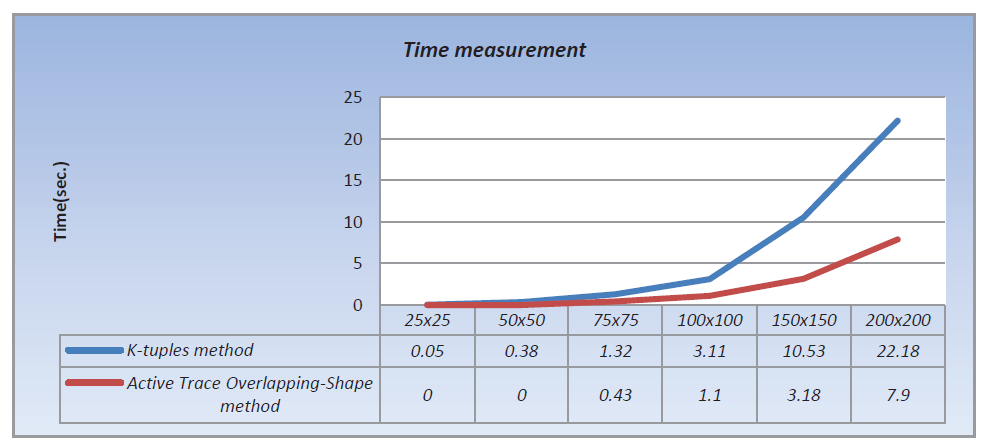 Time measurement
Time(sec.)
25
20
15
10
5
0
25x25 50x50 75x75 100x100 150x150 200x200
K-tuples method 0.05 0.38 1.32 3.11 10.53 22.18
Active Trace Overlapping-Shape
method 0 0 0.43 1.1 3.18 7.9